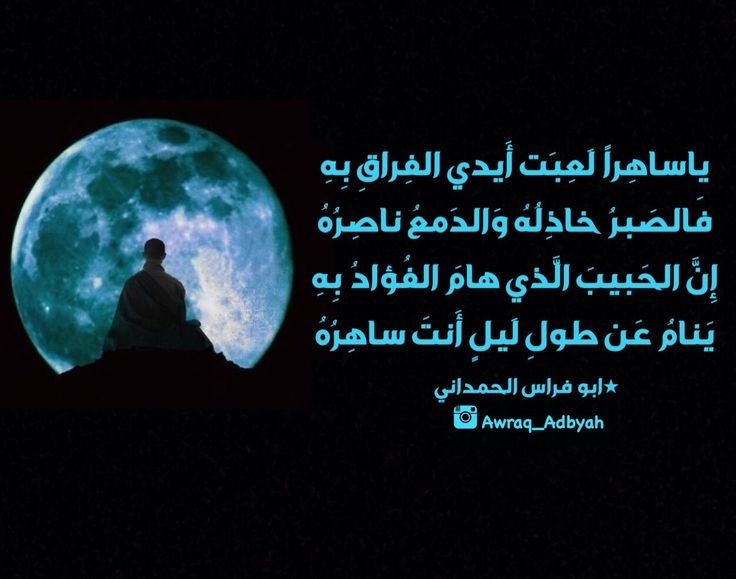 ياساهِراً لَعِبَت أَيدي الفِراقِ بِهِ
فَالصَبرُ خاذِلُهُ وَالدَمعُ ناصِرُهُ
إِنَّ الحَبيبَ الَّذي هامَ الفُؤادُ بِهِ
يَنامُ عَن طولِ لَيلٍ أَنتَ ساهِرُهُ
★ابو فراس الحمداني
Awraq_Adbyah